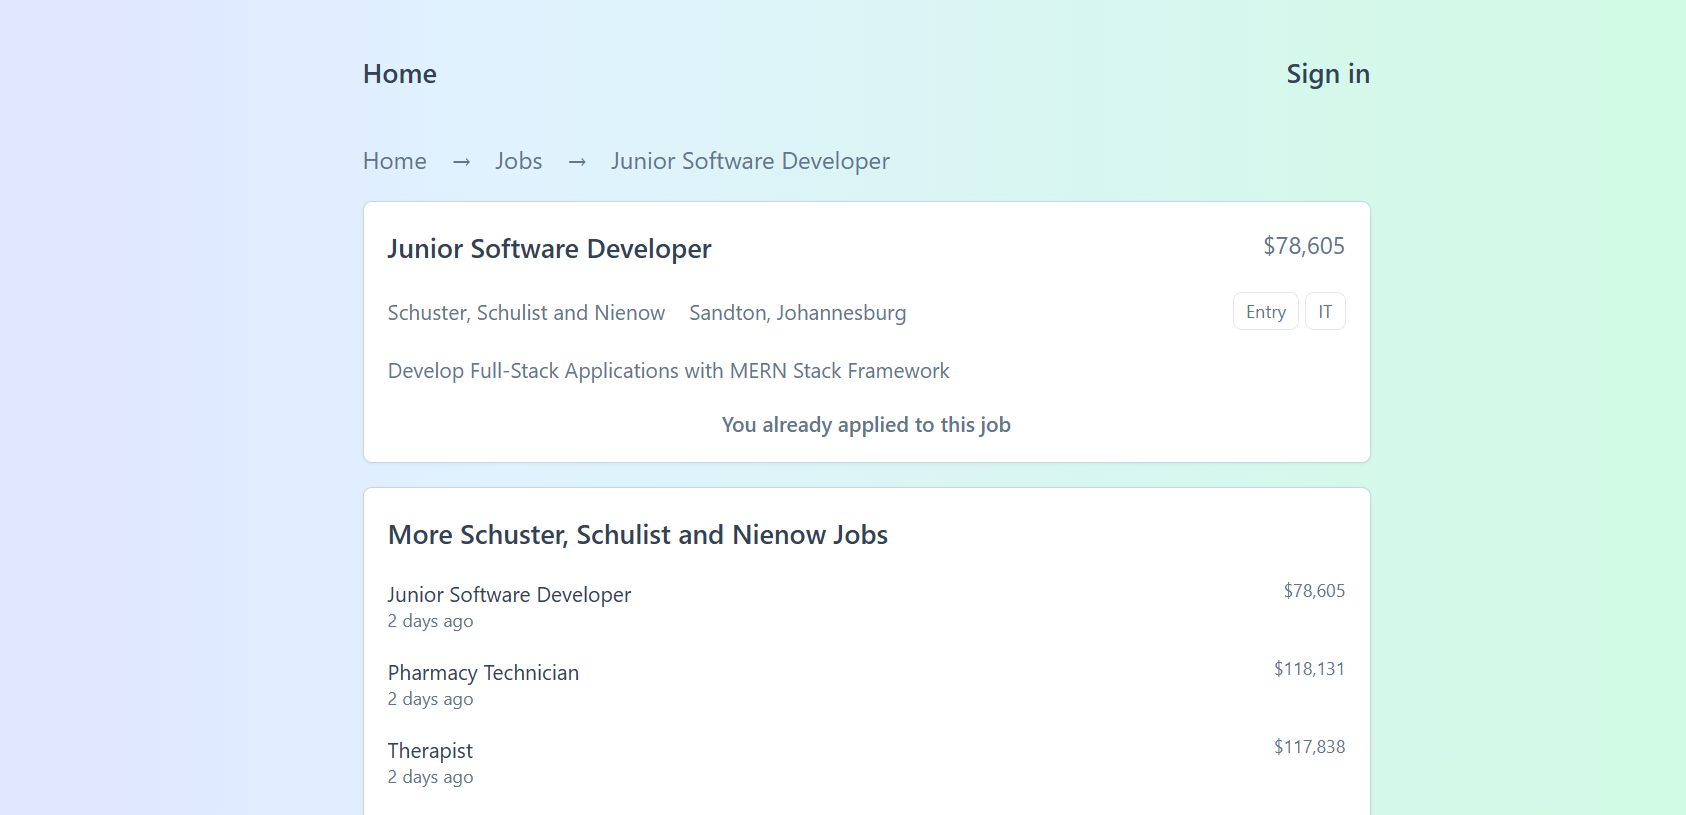 Home Sign in
Home → Jobs → Junior Software Developer
Junior Software Developer $78,605
Schuster, Schulist and Nienow Sandton, Johannesburg Entry IT
Develop Full-Stack Applications with MERN Stack Framework
You already applied to this job
More Schuster, Schulist and Nienow Jobs
Junior Software Developer $78,605
2 days ago
Pharmacy Technician $118,131
2 days ago
Therapist $117,838
2 days ago